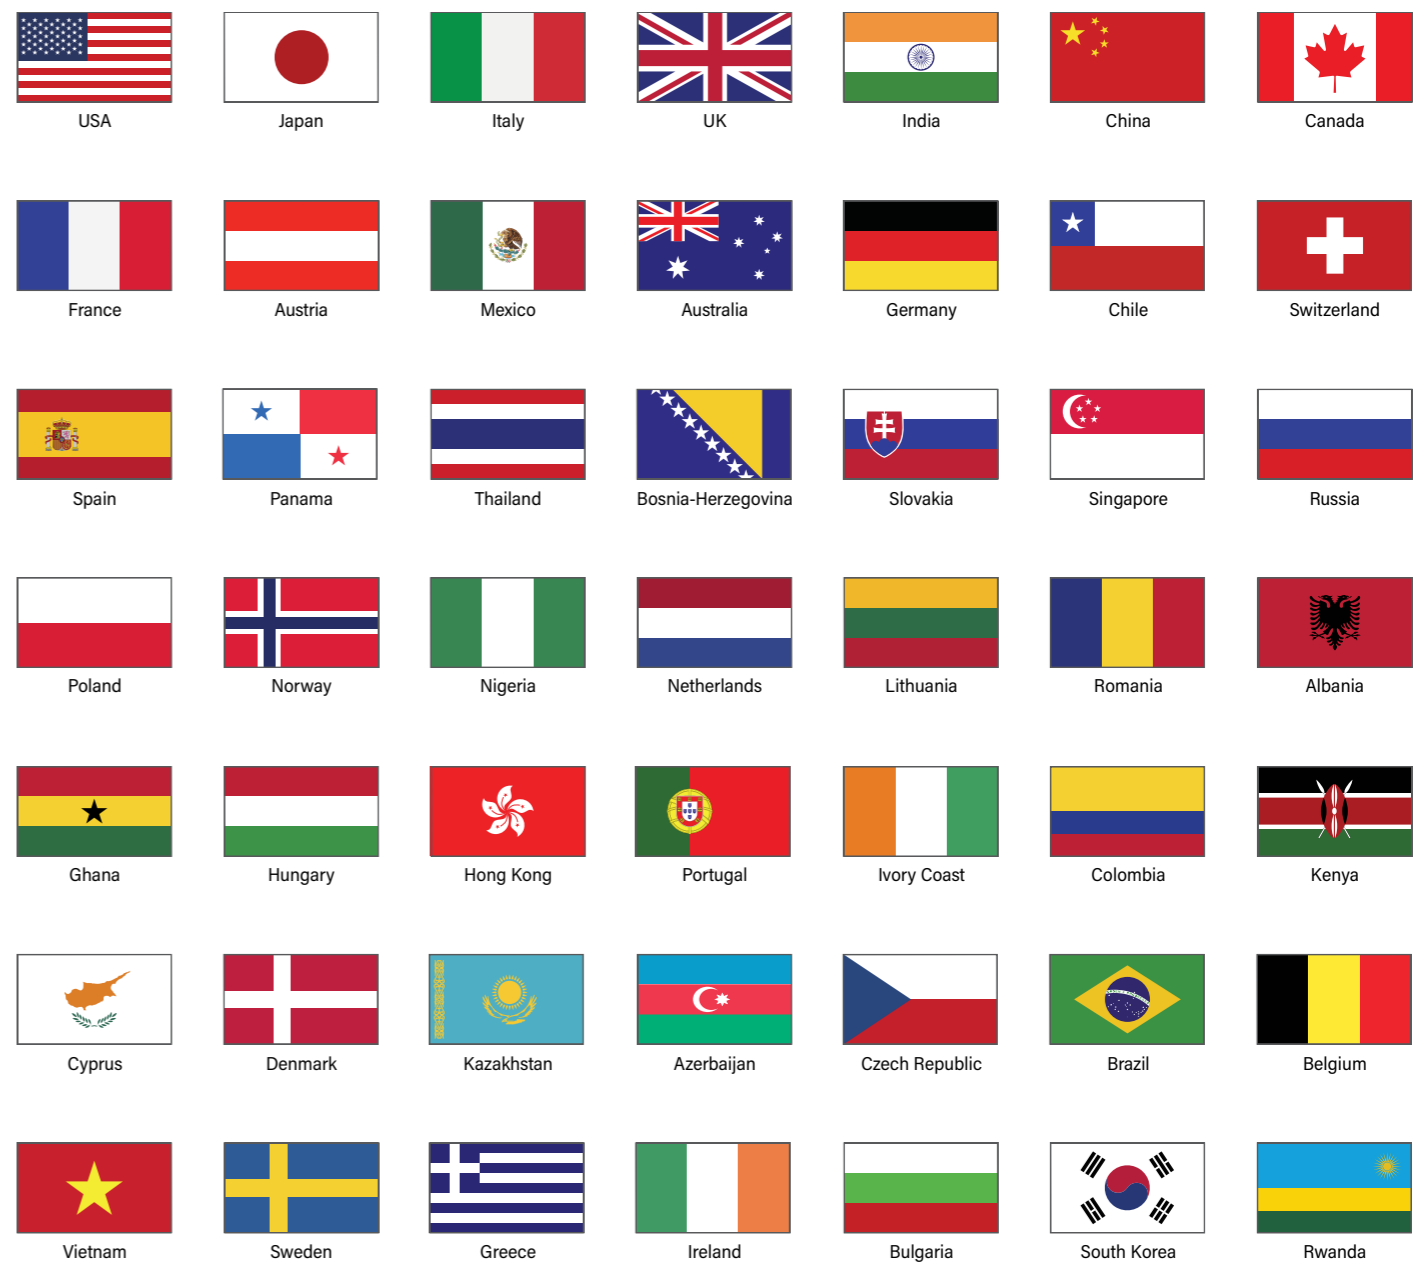 USA
Japan
Italy
UK
India
China
Canada
France
Austria
Mexico
Australia
Germany
Chile
Switzerland
Spain
Panama
Thailand
Bosnia-Herzegovina
Slovakia
Singapore
Russia
Poland
Norway
Nigeria
Netherlands
Lithuania
Romania
Albania
Ghana
Hungary
Hong Kong
Portugal
Ivory Coast
Colombia
Kenya
Cyprus
Denmark
Kazakhstan
Azerbaijan
Czech Republic
Brazil
Belgium
Vietnam
Sweden
Greece
Ireland
Bulgaria
South Korea
Rwanda